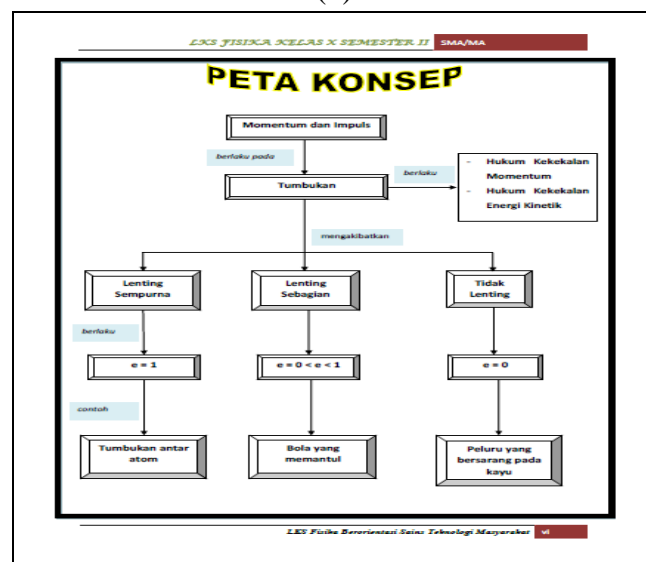 LKS FISIKA KELAS X SEMESTER II SMA/MA
PETA KONSEP
Momentum dan Impuls
berlaku pada
Tumbukan
berlaku
- Hukum Kekekalan
Momentum
- Hukum Kekekalan
Energi Kinetik
mengakibatkan
Lenting
Sempurna
Lenting
Sebagian
Tidak
Lenting
berlaku
e = 1
e = 0 < e < 1
e = 0
contoh
Tumbukan antar
atom
Bola yang
memantul
Peluru yang
bersarang pada
kayu
LKS Fisika Berorientasi Sains Teknologi Masyarakat vi